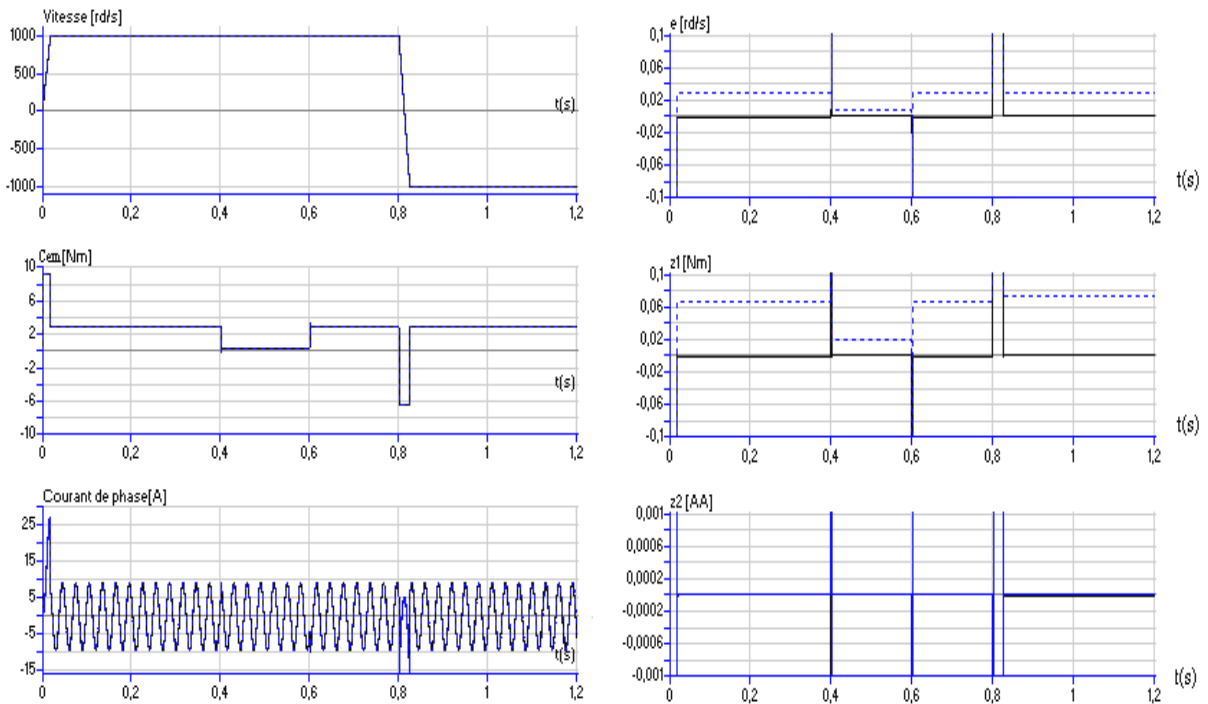 Vitesse [rd/s]
1000
500
0
-500
-1000
t(s)
0 0,2 0,4 0,6 0,8 1 1,2
e [rd/s]
0,1
0,06
0,02
-0,02
-0,06
-0,1
t(s)
0 0,2 0,4 0,6 0,8 1 1,2
Cem[Nm]
10
6
2
-2
-6
-10
t(s)
0 0,2 0,4 0,6 0,8 1 1,2
z1 [Nm]
0,1
0,06
0,02
-0,02
-0,06
-0,1
t(s)
0 0,2 0,4 0,6 0,8 1 1,2
Courant de phase[A]
25
15
5
-5
-15
t(s)
0 0,2 0,4 0,6 0,8 1 1,2
z2 [AA]
0,001
0,0006
0,0002
-0,0002
-0,0006
-0,001
t(s)
0 0,2 0,4 0,6 0,8 1 1,2